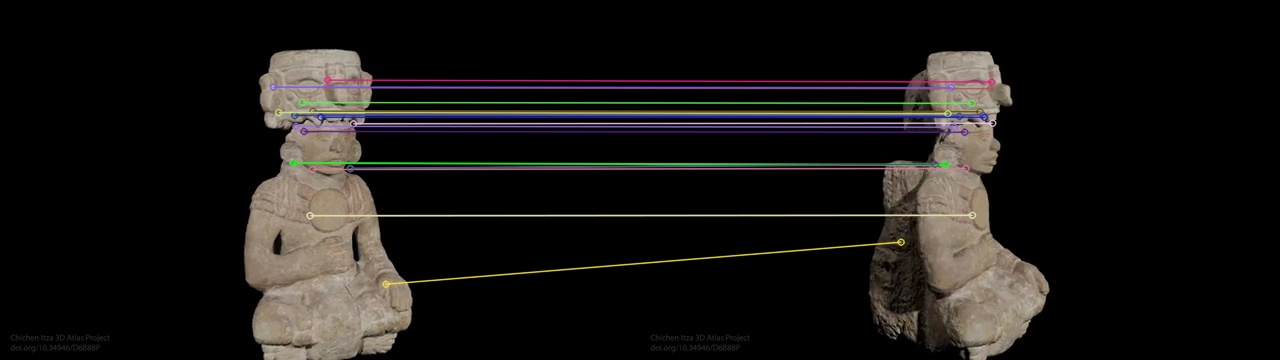 Chichen Itza 3D Atlas Project
doi.org/10.34946/D6B88P
Chichen Itza 3D Atlas Project
doi.org/10.34946/D6B88P